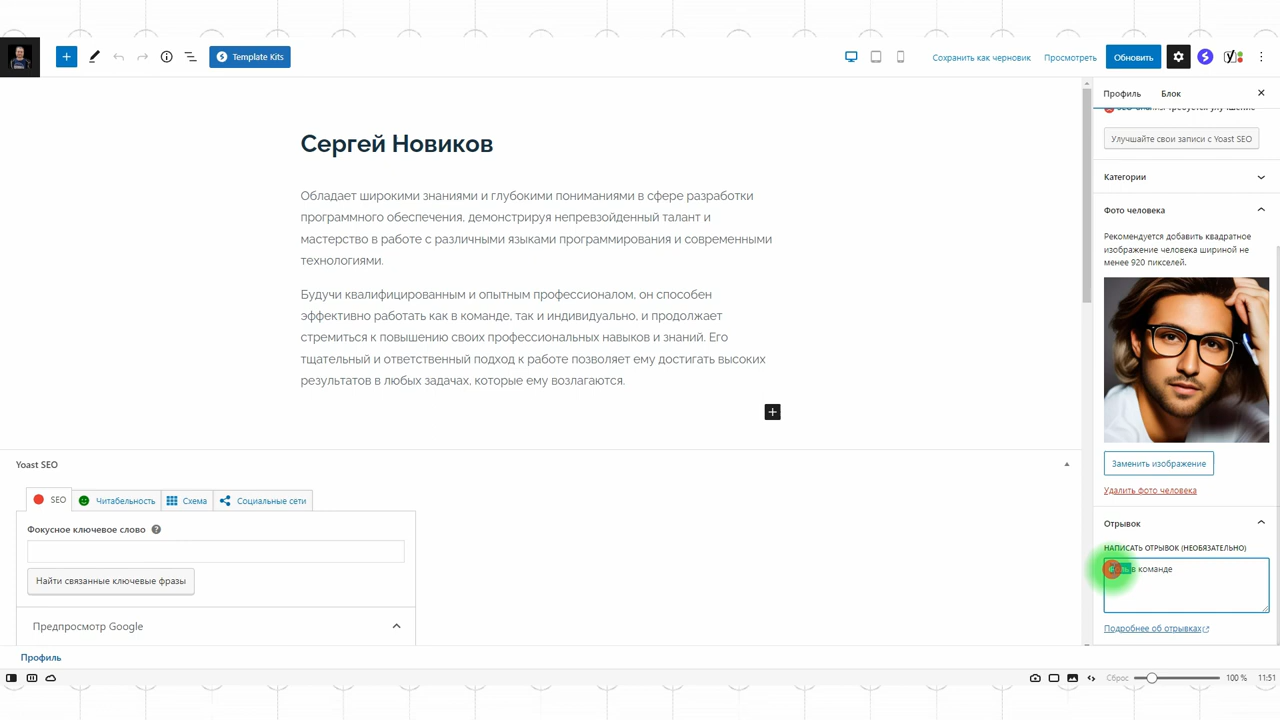 Template Kits
Сохранить как черновик
Просмотреть
Обновить
Профиль
Блок
Улучшайте свои записи с Yoast SEO
Категории
Фото человека
Рекомендуется добавить квадратное
изображение человека шириной не
менее 920 пикселей.
Заменить изображение
Удалить фото человека
Отрывок
НАПИСАТЬ ОТРЫВОК (НЕОБЯЗАТЕЛЬНО)
в команде
Подробнее об отрывках
Сергей Новиков
Обладает широкими знаниями и глубокими пониманиями в сфере разработки
программного обеспечения, демонстрируя непревзойденный талант и
мастерство в работе с различными языками программирования и современными
технологиями.
Будучи квалифицированным и опытным профессионалом, он способен
эффективно работать как в команде, так и индивидуально, и продолжает
стремиться к повышению своих профессиональных навыков и знаний. Его
тщательный и ответственный подход к работе позволяет ему достигать высоких
результатов в любых задачах, которые ему возлагаются.
Yoast SEO
SEO
Читабельность
Схема
Социальные сети
Фокусное ключевое слово
Найти связанные ключевые фразы
Предпросмотр Google
Профиль
Сброс
100 %
11:51